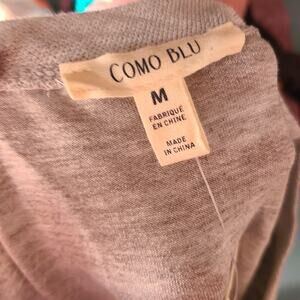 COMO BLU
M
FABRIQUÉ
EN CHINE
MADE
IN CHINA